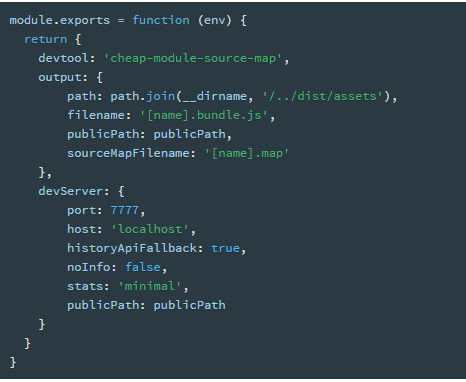 module.exports = function (env) {
  return {
    devtool: 'cheap-module-source-map',
    output: {
        path: path.join(__dirname, '/../dist/assets'),
        filename: '[name].bundle.js',
        publicPath: publicPath,
        sourceMapFilename: '[name].map'
    },
    devServer: {
        port: 7777,
        host: 'localhost',
        historyApiFallback: true,
        noInfo: false,
        stats: 'minimal',
        publicPath: publicPath
    }
  }
}